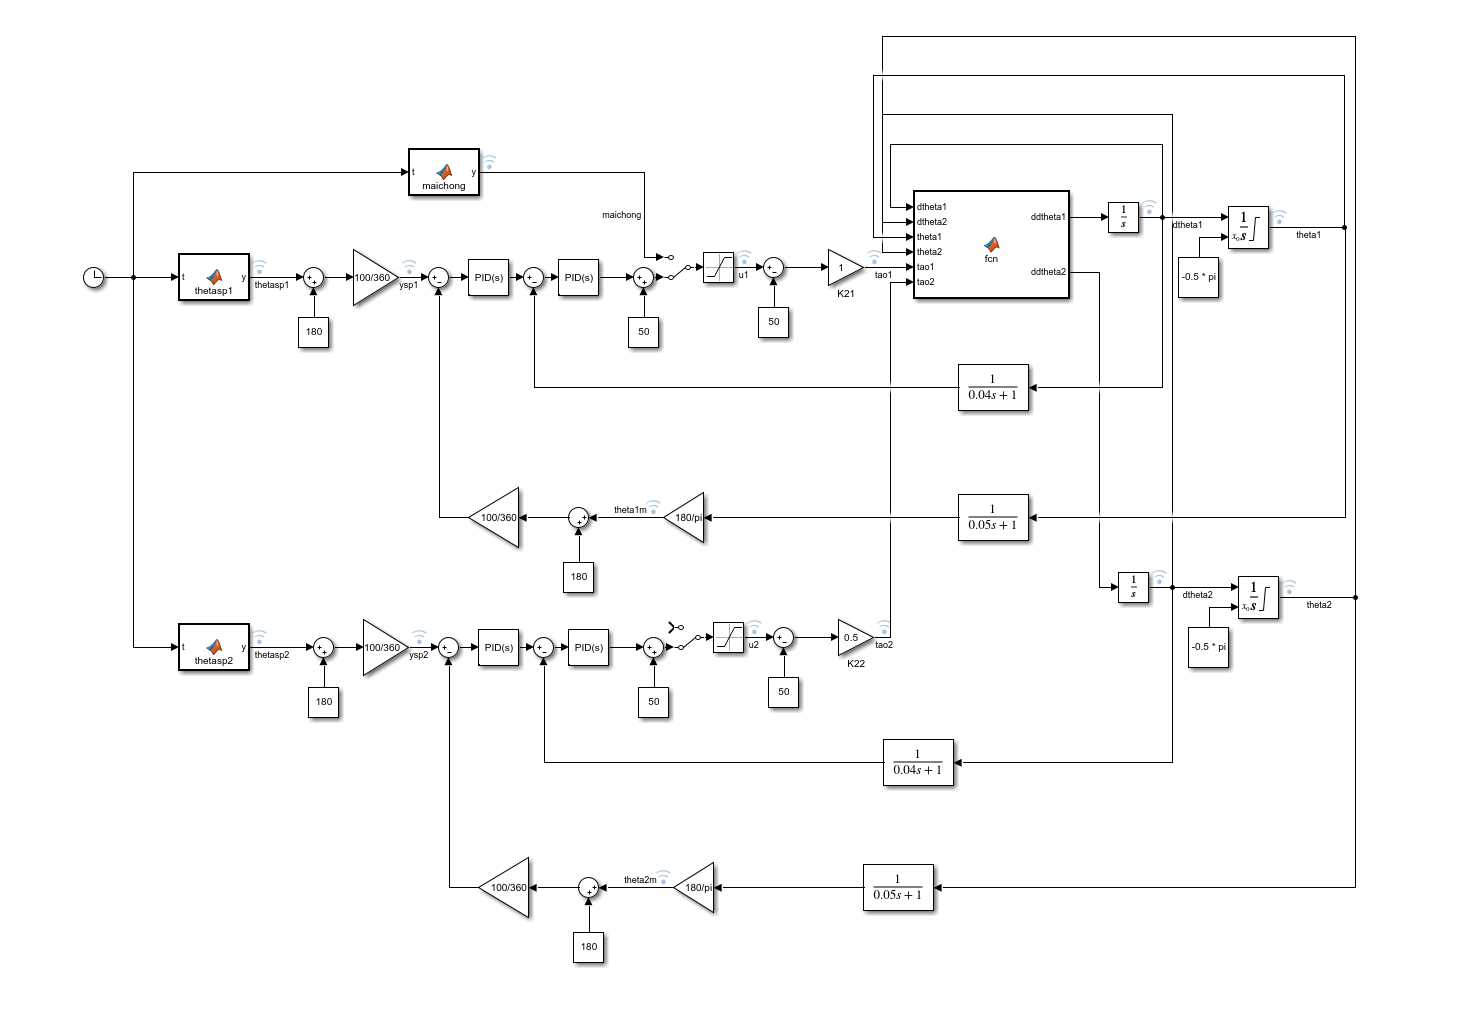 t
maichong
y
maichong
t
thetasp1
y
thetasp1
180
100/360
ysp1
+
-
PID(s)
+
-
PID(s)
+
+
50
u1
+
-
50
1
K21
tao1
dtheta1
dtheta2
theta1
theta2
tao1
tao2
fcn
ddtheta1
ddtheta2
1
s
dtheta1
1
s
x₀
-0.5 * pi
theta1
1
0.04s + 1
100/360
+
+
180
theta1m
180/pi
1
0.05s + 1
1
s
dtheta2
1
s
x₀
-0.5 * pi
theta2
t
thetasp2
y
thetasp2
+
+
180
100/360
ysp2
+
-
PID(s)
+
-
PID(s)
+
+
50
u2
+
-
50
0.5
K22
tao2
1
0.04s + 1
100/360
+
+
180
theta2m
180/pi
1
0.05s + 1